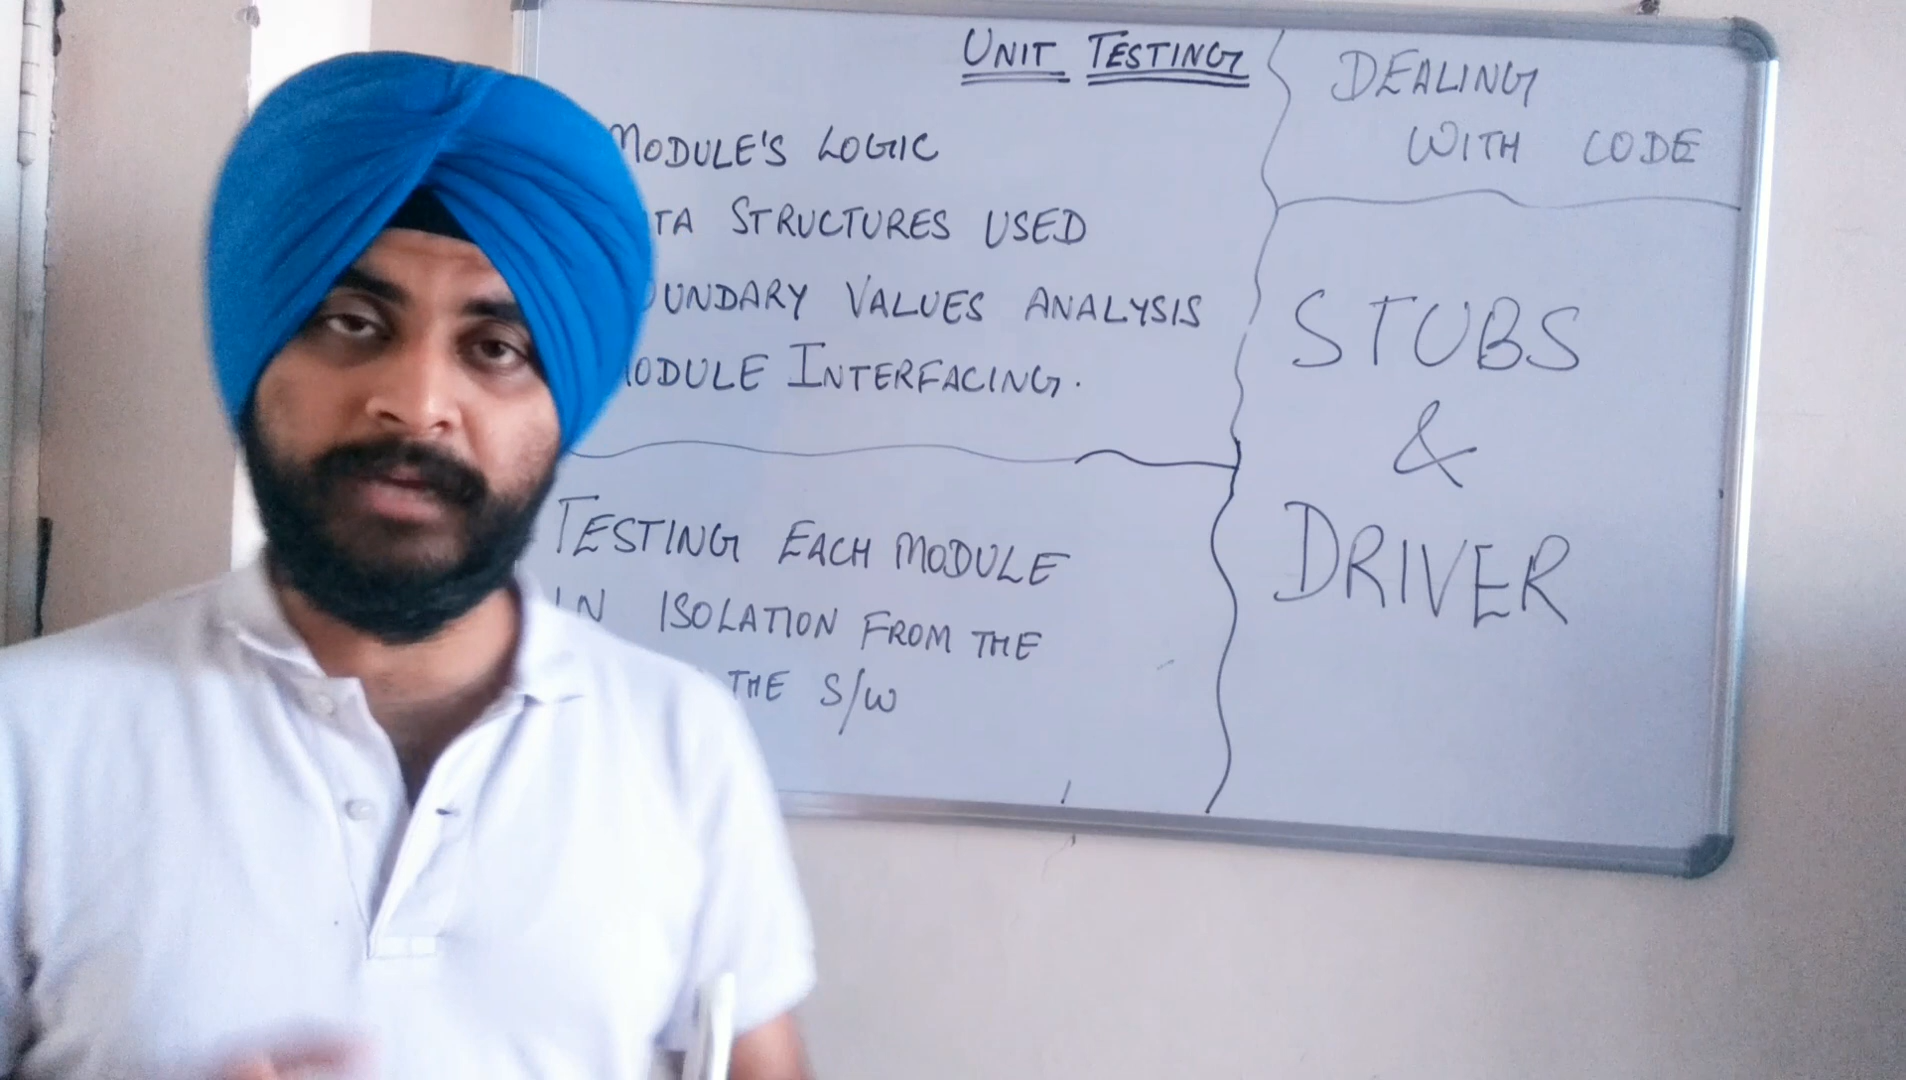 UNIT TESTING
MODULE'S LOGIC
STRUCTURES USED
VALUES ANALYSIS
INTERFACING.
TESTING EACH MODULE
IN ISOLATION FROM THE
THE S/W
DEALING
WITH CODE
STUBS
&
DRIVER